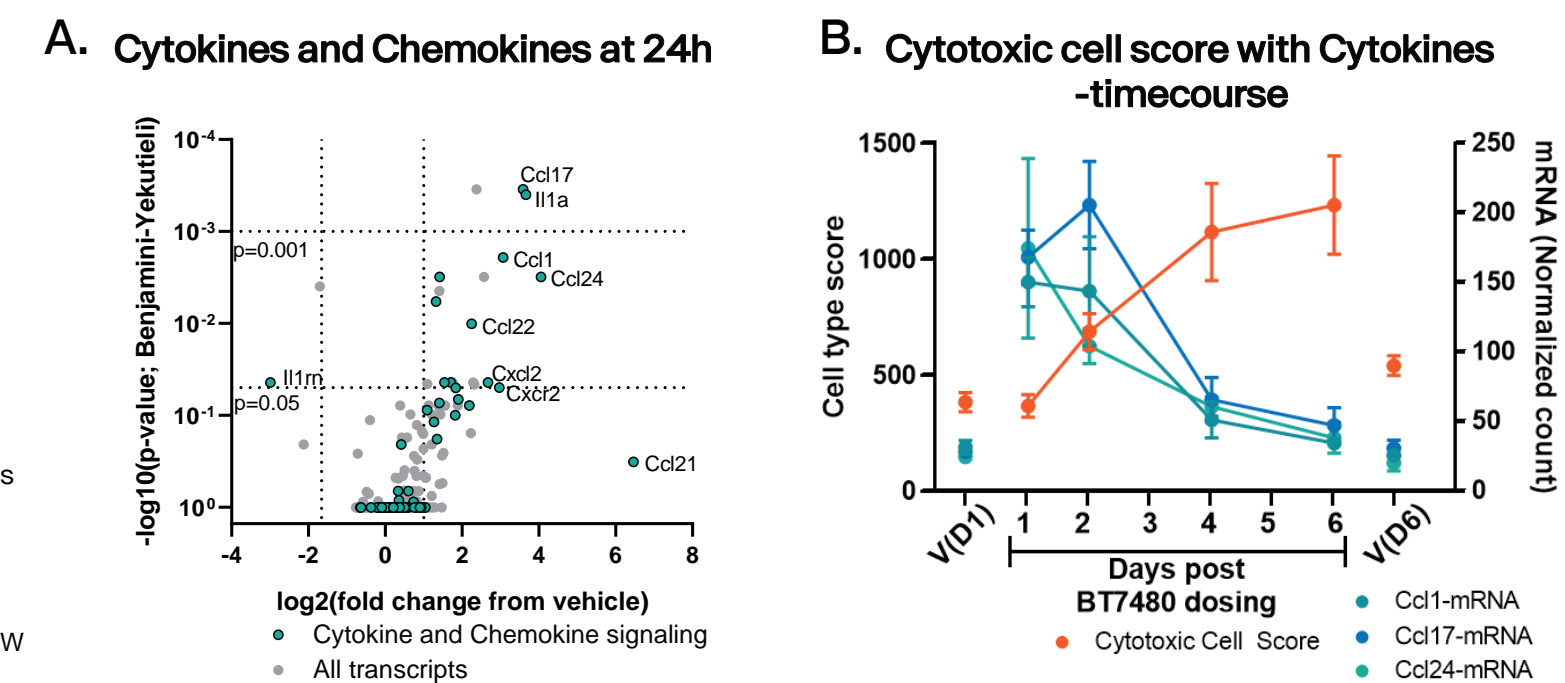 A. Cytokines and Chemokines at 24h
-log10(p-value; Benjamini-Yekutieli)
10-4
10-3
10-2
10-1
100
p=0.001
p=0.05
Ccl17
Il1a
Ccl1
Ccl24
Ccl22
Il1rn
Cxcl2
Cxcr2
Ccl21
-4 -2 0 2 4 6 8
log2(fold change from vehicle)
Cytokine and Chemokine signaling
All transcripts
s
W
B. Cytotoxic cell score with Cytokines
-timecourse
Cell type score
1500
1000
500
0
mRNA (Normalized count)
250
200
150
100
50
0
V(D1) 1 2 3 4 5 6 V(D6)
Days post
BT7480 dosing
Cytotoxic Cell Score
Ccl1-mRNA
Ccl17-mRNA
Ccl24-mRNA